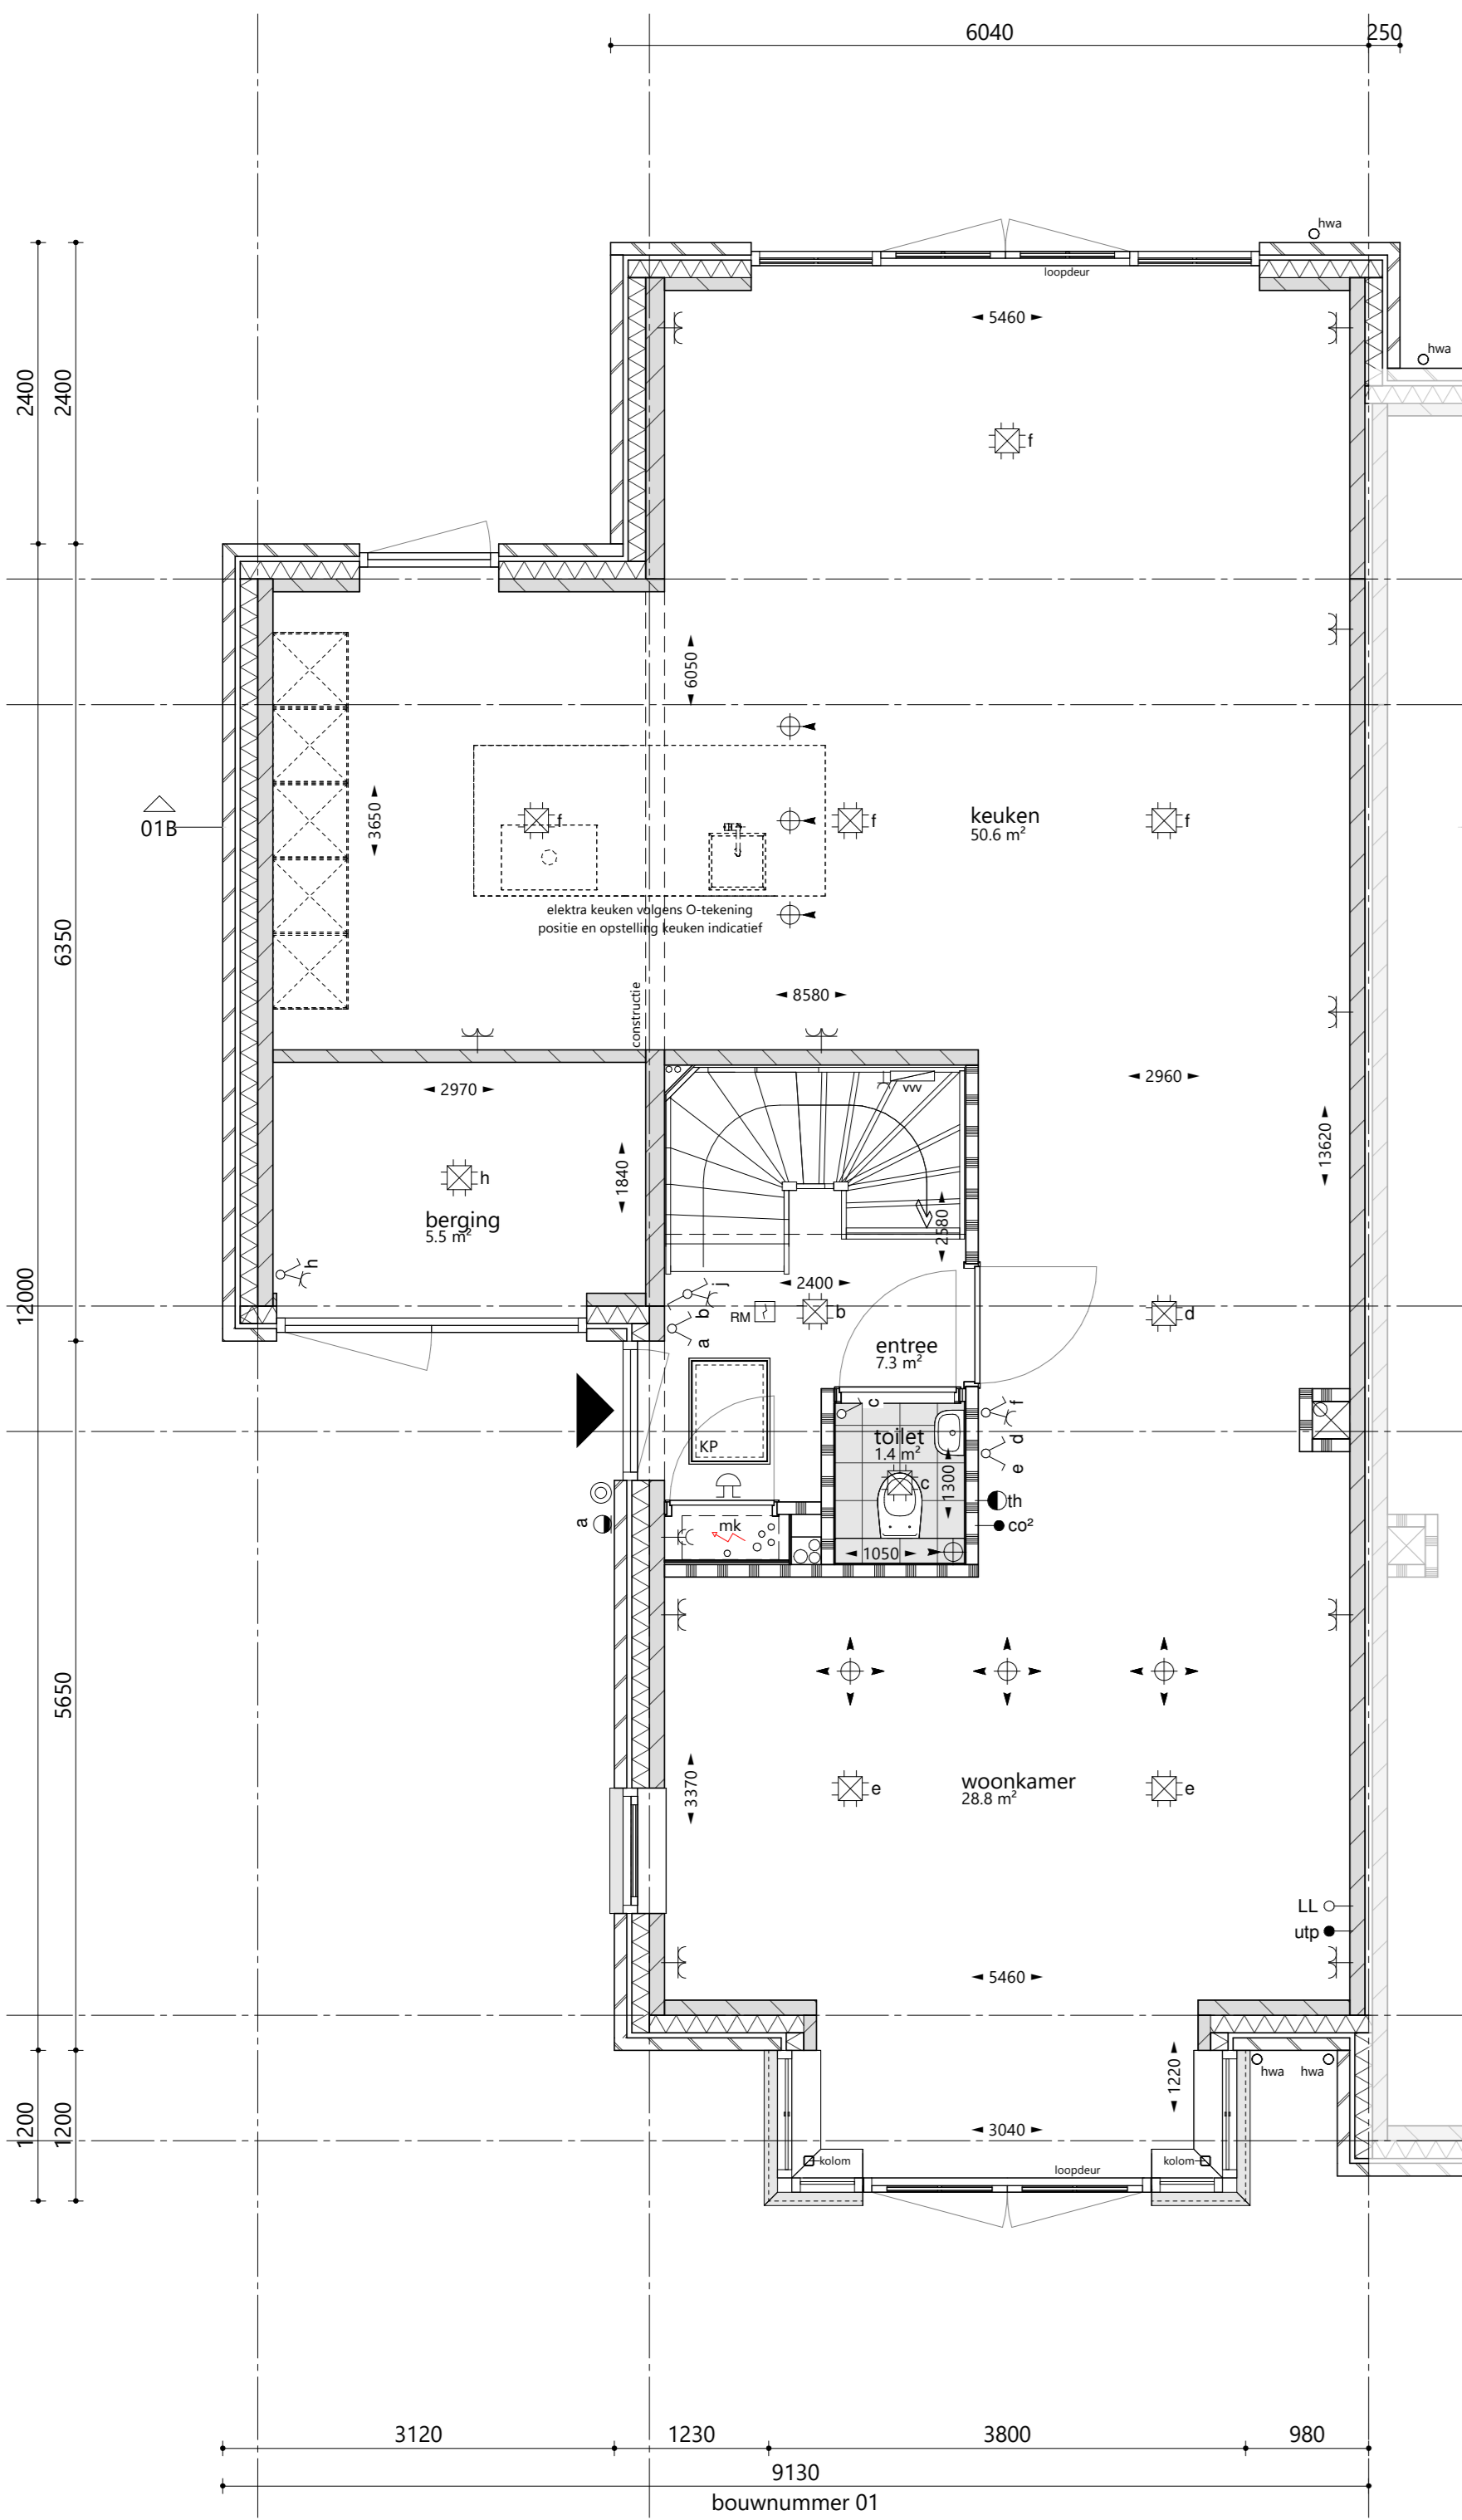 6040 250
hwa
loopdeur
5460
hwa
2400 2400
f
6050
01B
3650
f f keuken f
50.6 m²
elektra keuken volgens O-tekening
positie en opstelling keuken indicatief
6350
constructie
8580
2970
vvv
2960
13620
1840
h
berging
5.5 m²
2580
h
j
2400
12000
b
RM
b
d
a
entree
7.3 m²
c
f
toilet
1.4 m²
KP
d
e
1300
c
th
a
mk
co²
1050
5650
3370
e
woonkamer
28.8 m²
e
LL
utp
5460
1220
hwa hwa
1200 1200
3040
kolom
loopdeur
kolom
3120 1230 3800 980
9130
bouwnummer 01